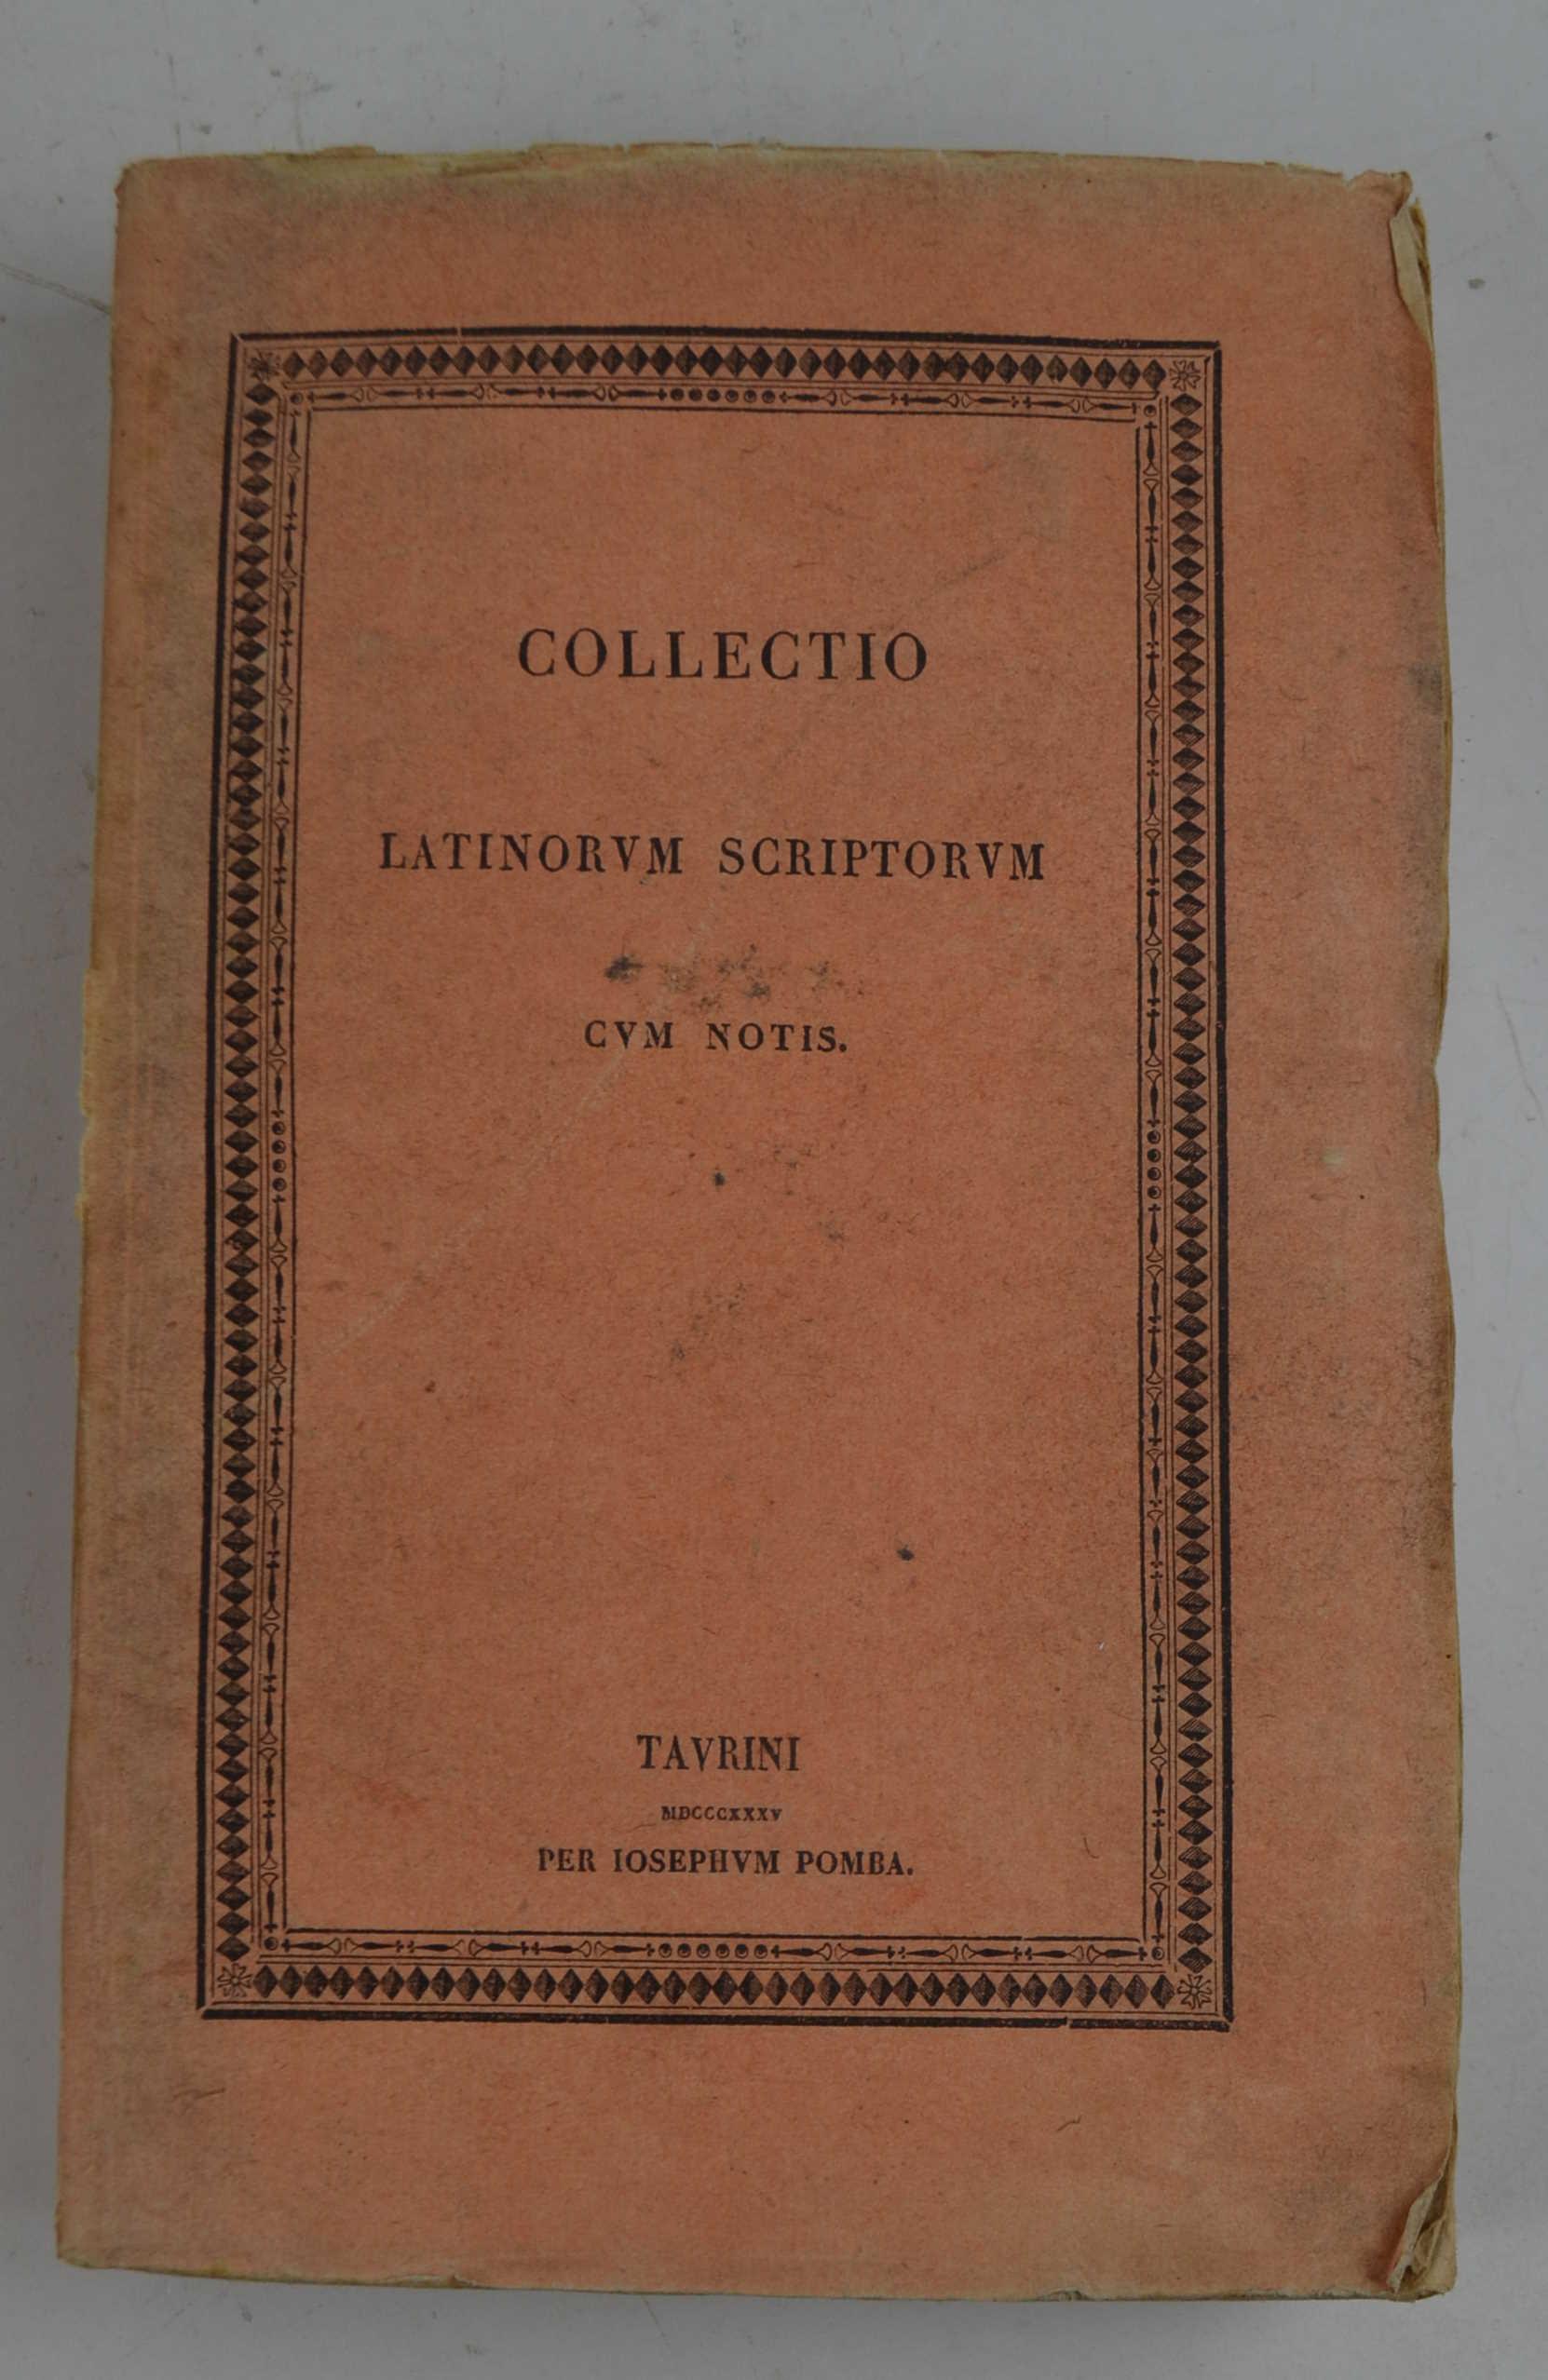 COLLECTIO
LATINORVM SCRIPTORVM
CVM NOTIS.
TAVRINI
MDCCCXXXV
PER IOSEPHVM POMBA.